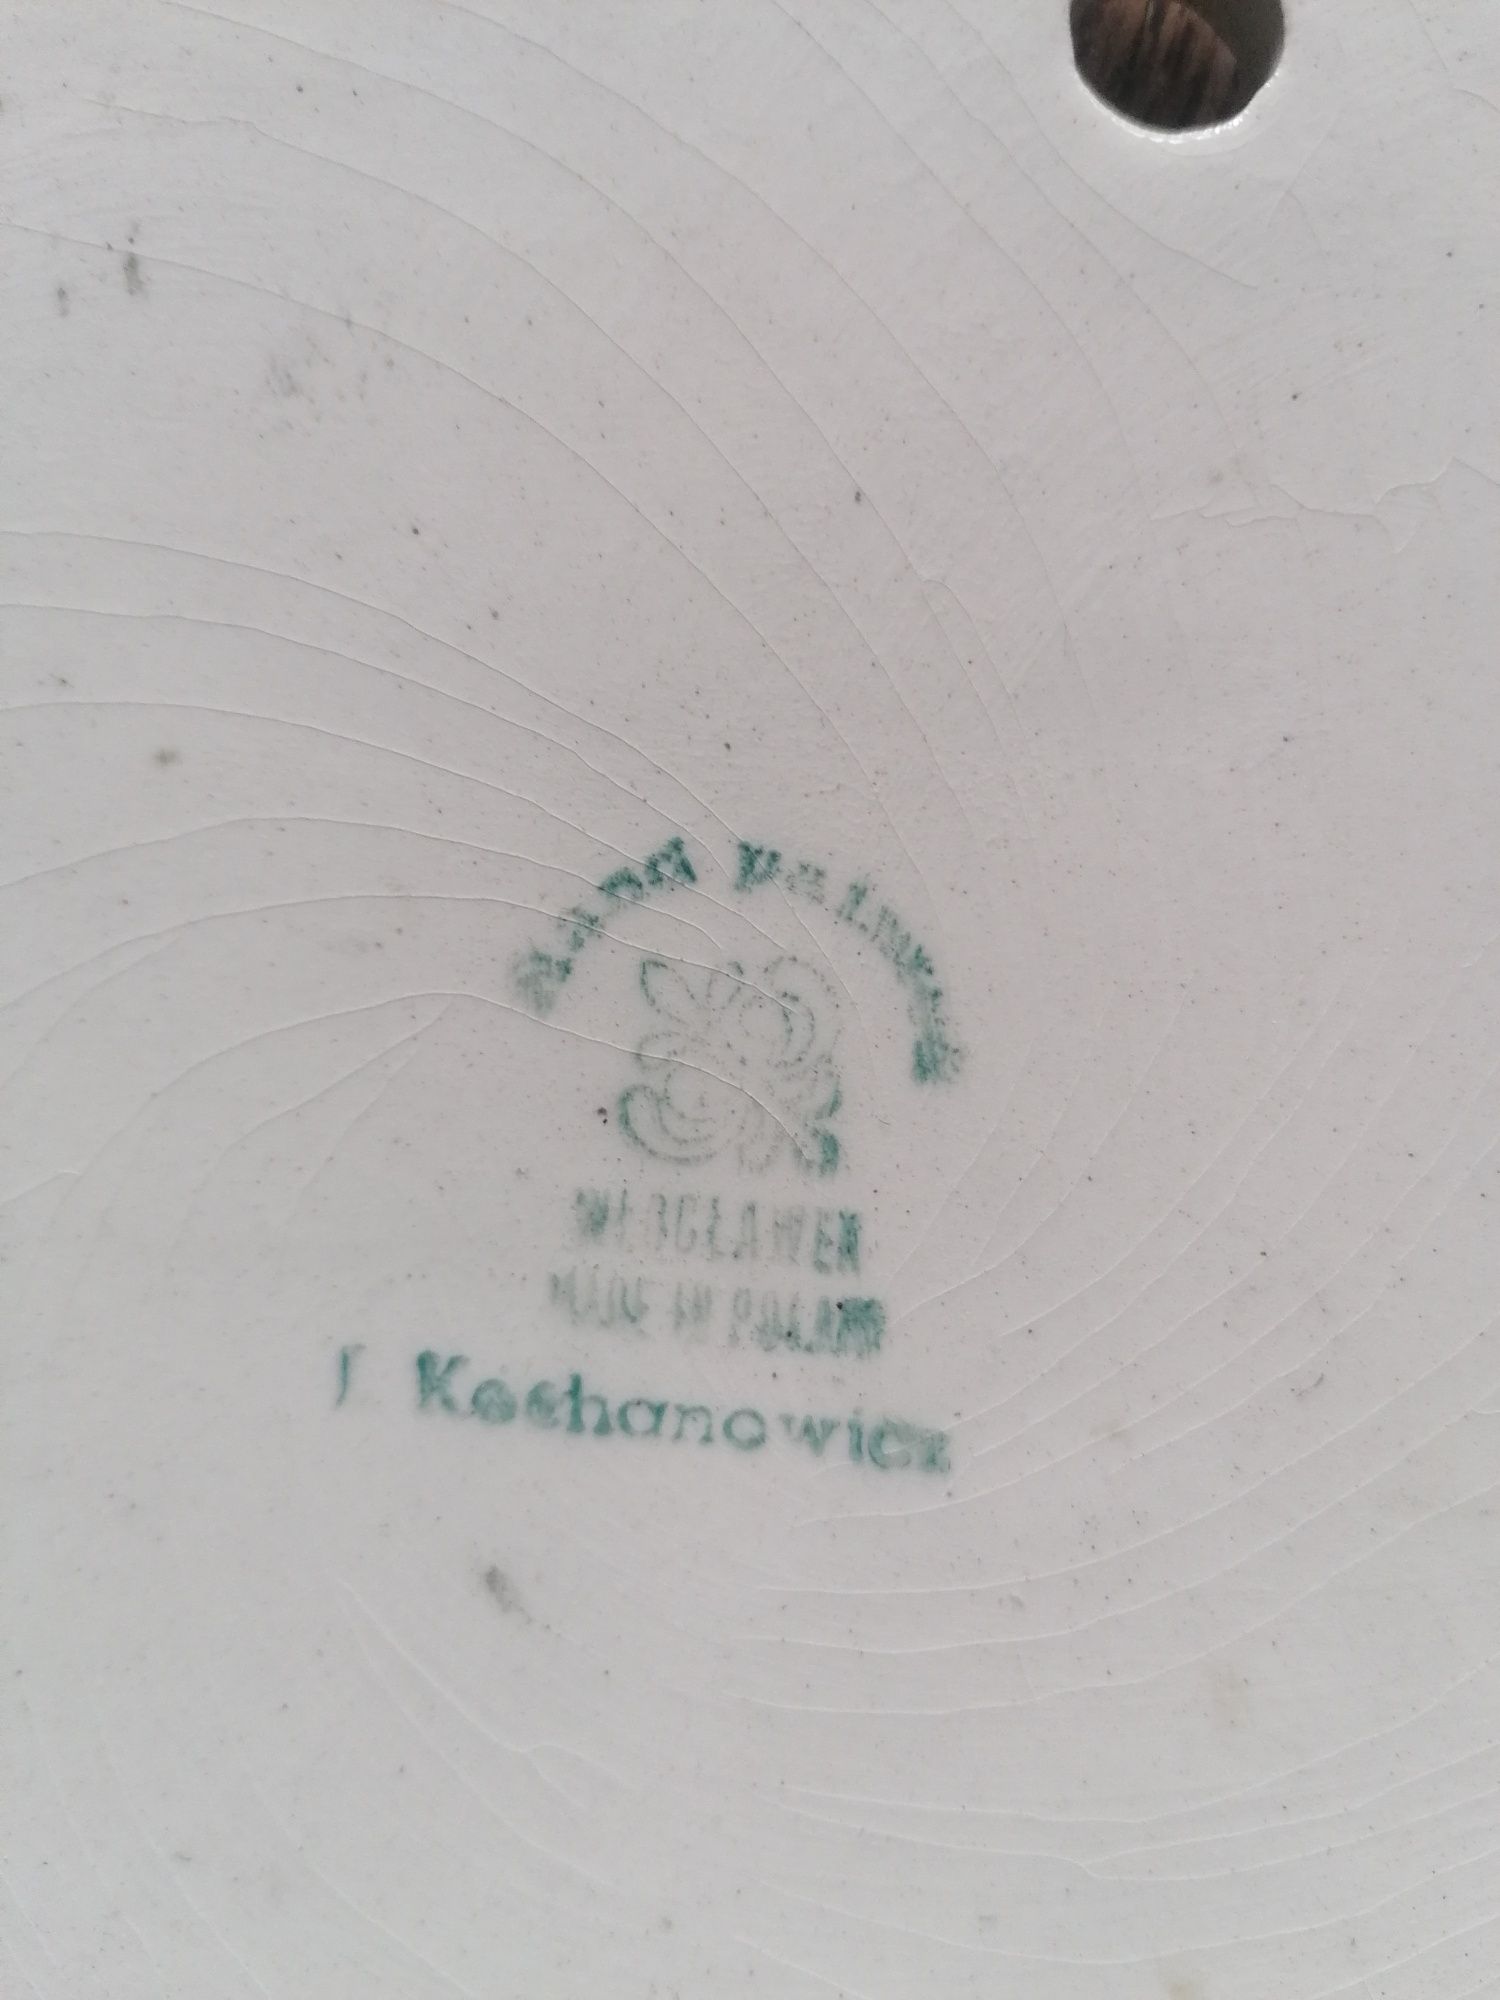 WŁOCŁAWEK
MADE IN POLAND
J Kochanowicz